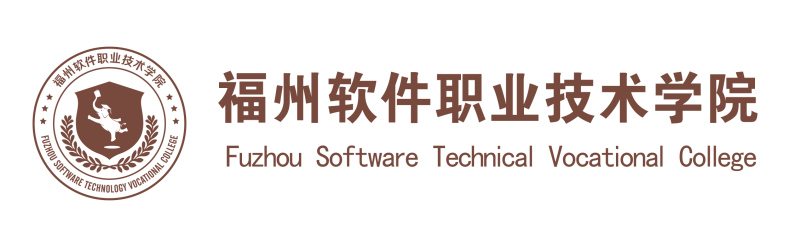 福州软件职业技术学院
FUZHOU SOFTWARE TECHNOLOGY VOCATIONAL COLLEGE
福州软件职业技术学院
Fuzhou Software Technical Vocational College